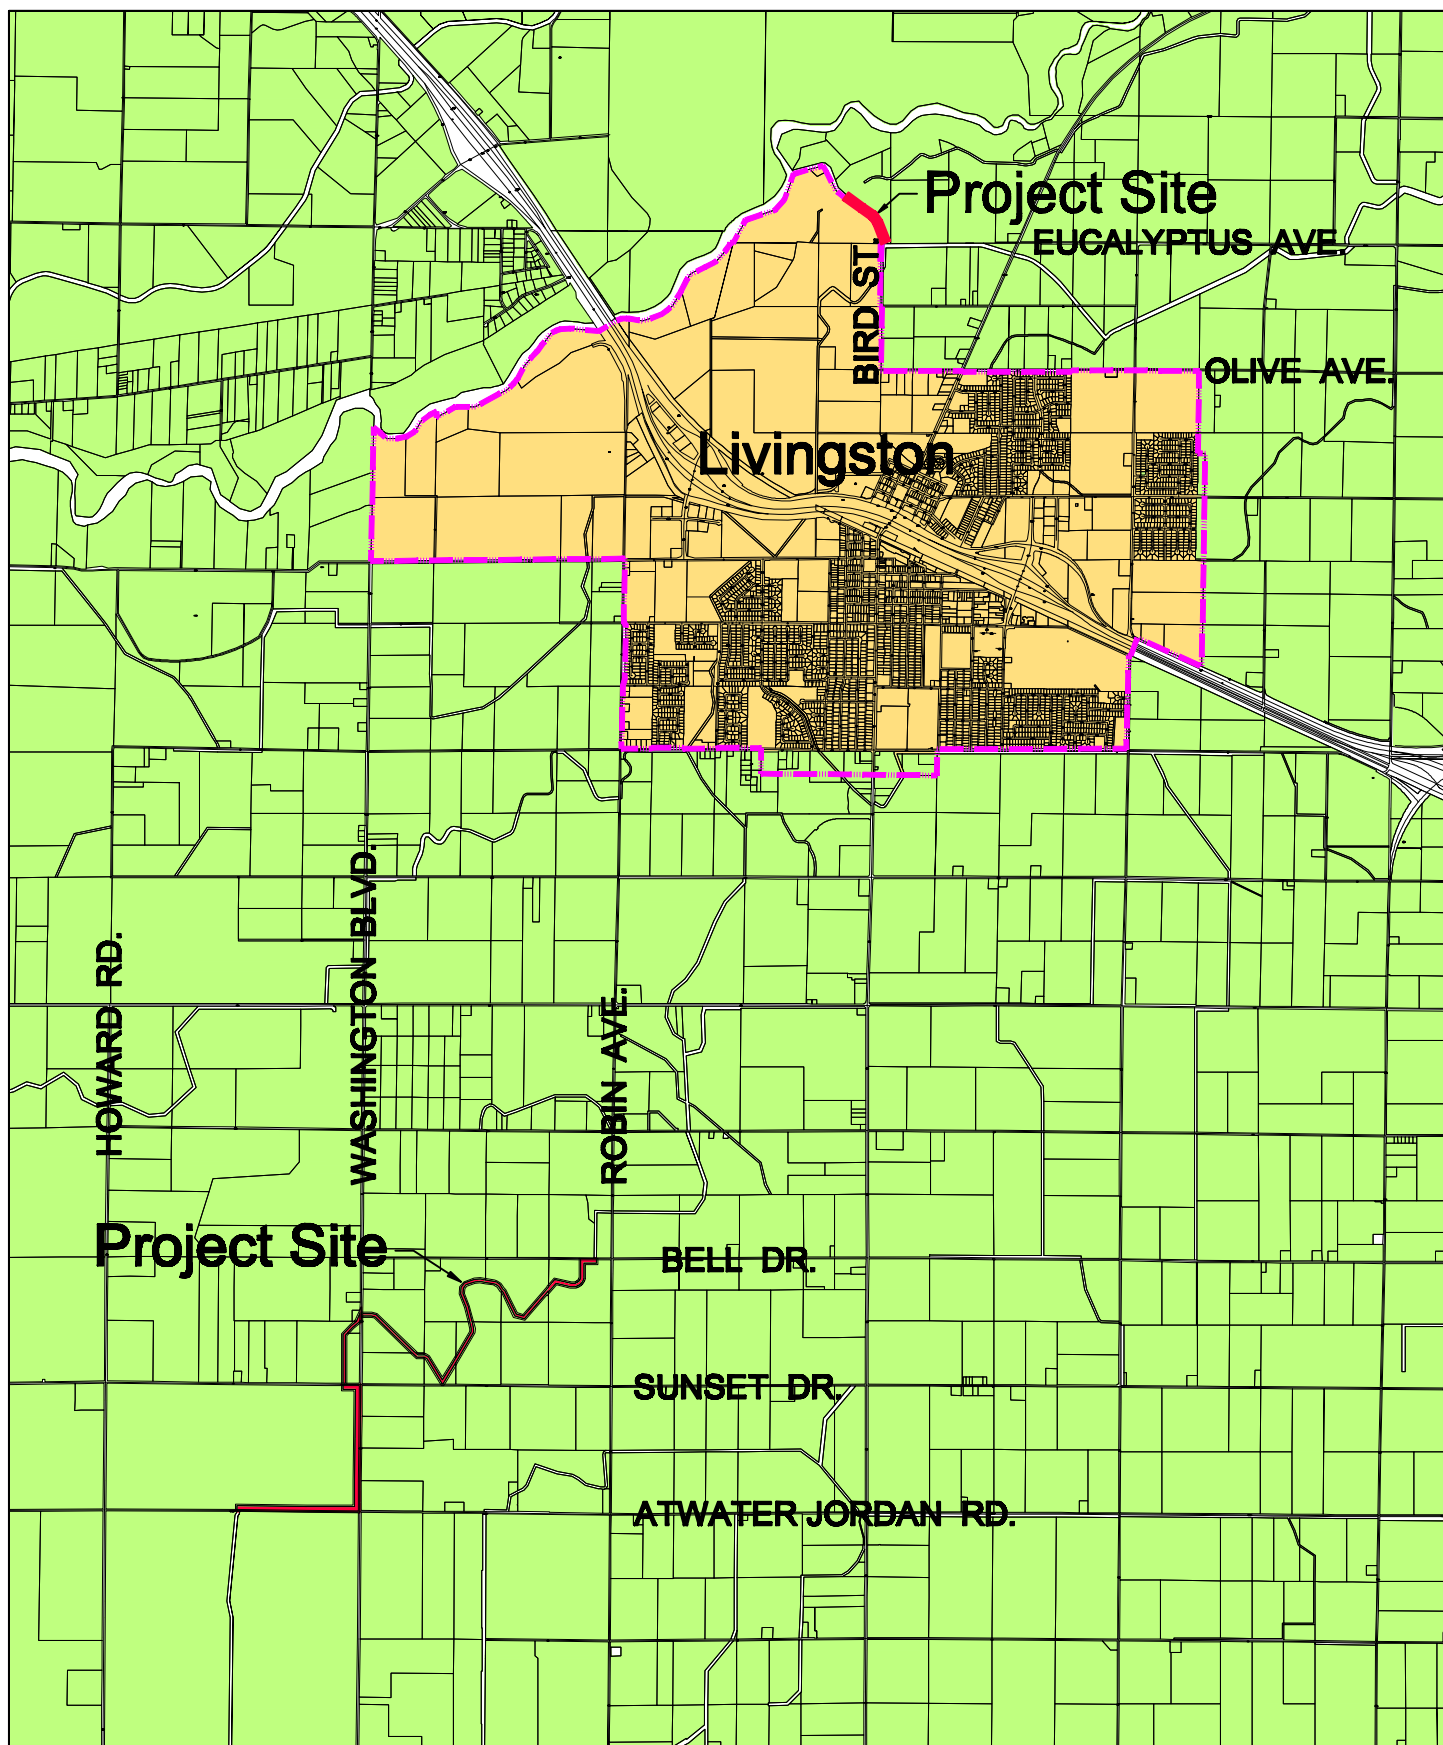 Project Site
EUCALYPTUS AVE.
BIRD ST.
OLIVE AVE.
Livingston
HOWARD RD.
WASHINGTON BLVD.
ROBIN AVE.
Project Site
BELL DR.
SUNSET DR.
ATWATER JORDAN RD.